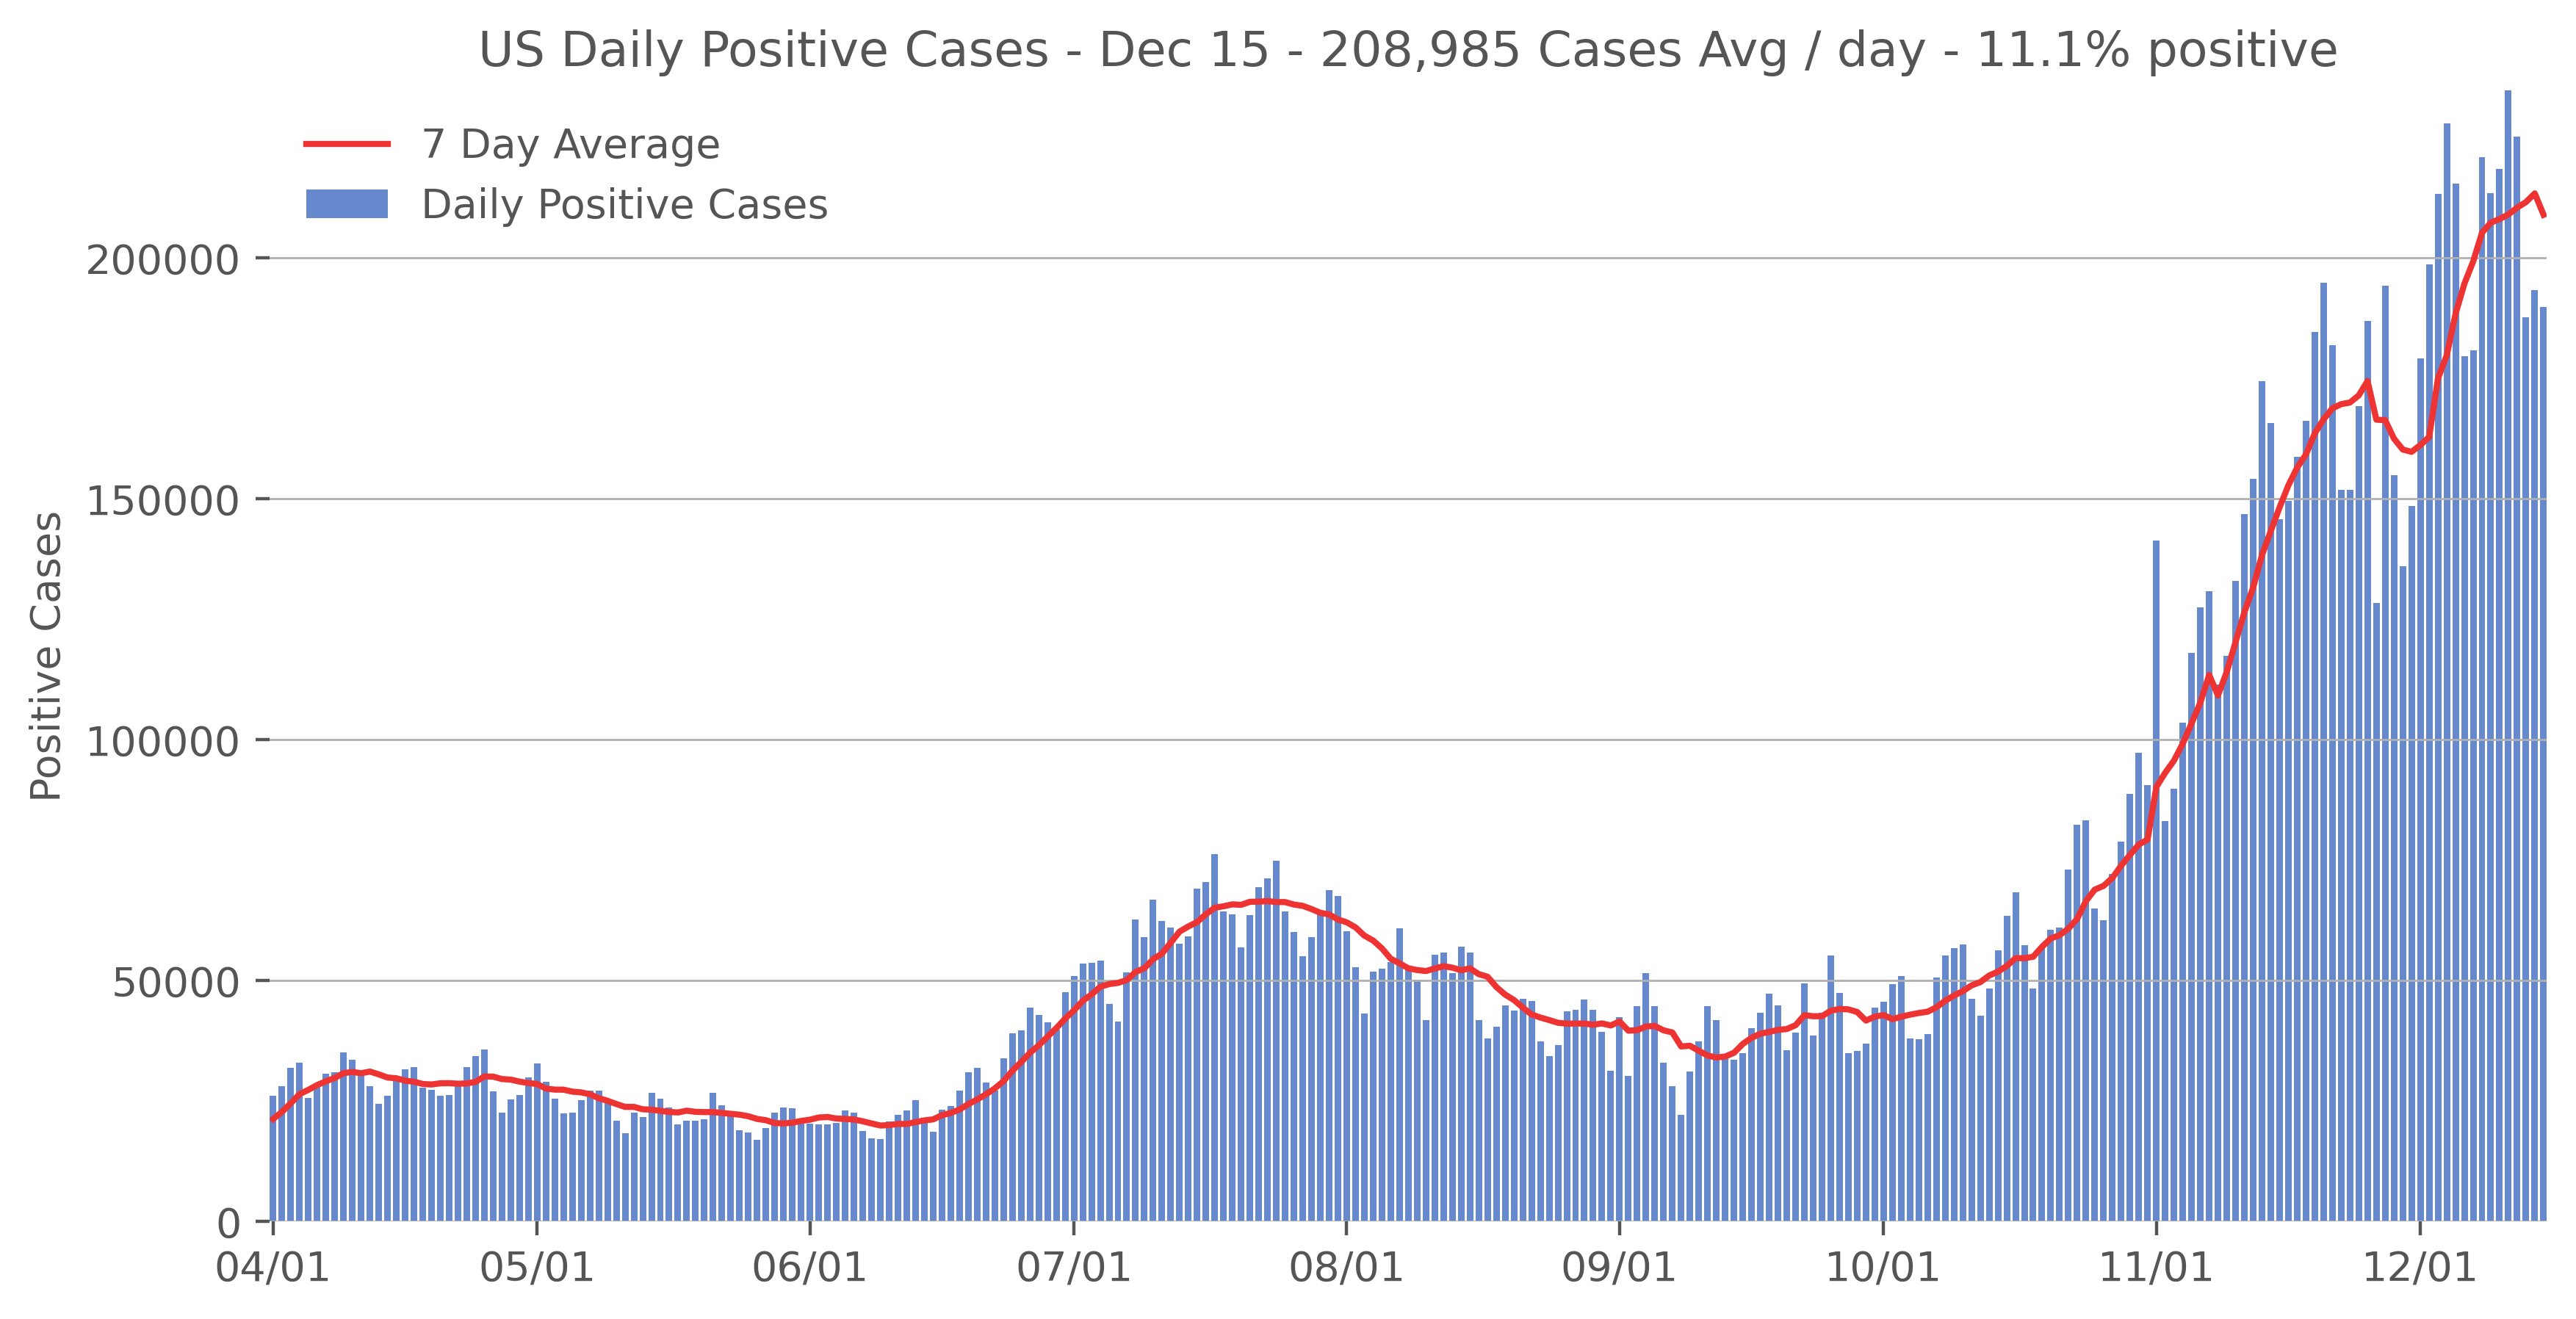 US Daily Positive Cases - Dec 15 - 208,985 Cases Avg / day - 11.1% positive
7 Day Average
Daily Positive Cases
200000
150000
100000
50000
0
Positive Cases
04/01 05/01 06/01 07/01 08/01 09/01 10/01 11/01 12/01